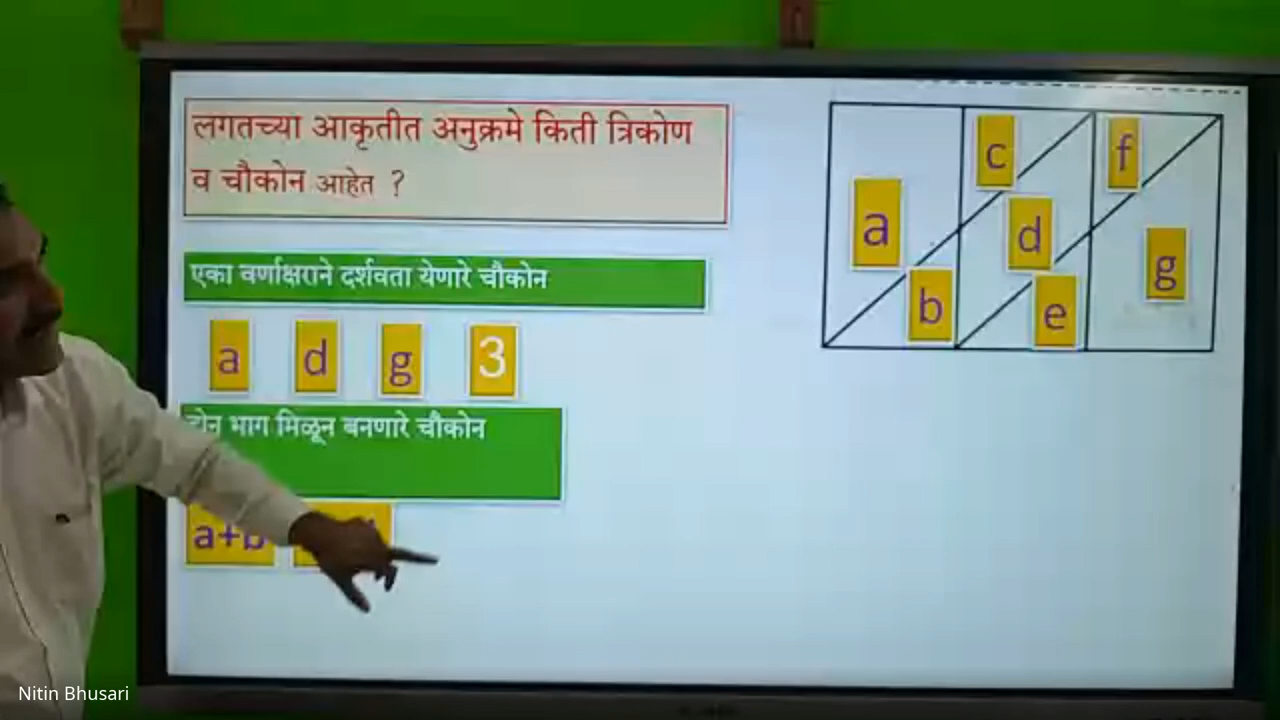 लगतच्या आकृतीत अनुक्रमे किती त्रिकोण
व चौकोन आहेत ?
एका वर्णाक्षराने दर्शवता येणारे चौकोन
a d g 3
भाग मिळून बनणारे चौकोन
a+b
c f
a d g
b e
Nitin Bhusari